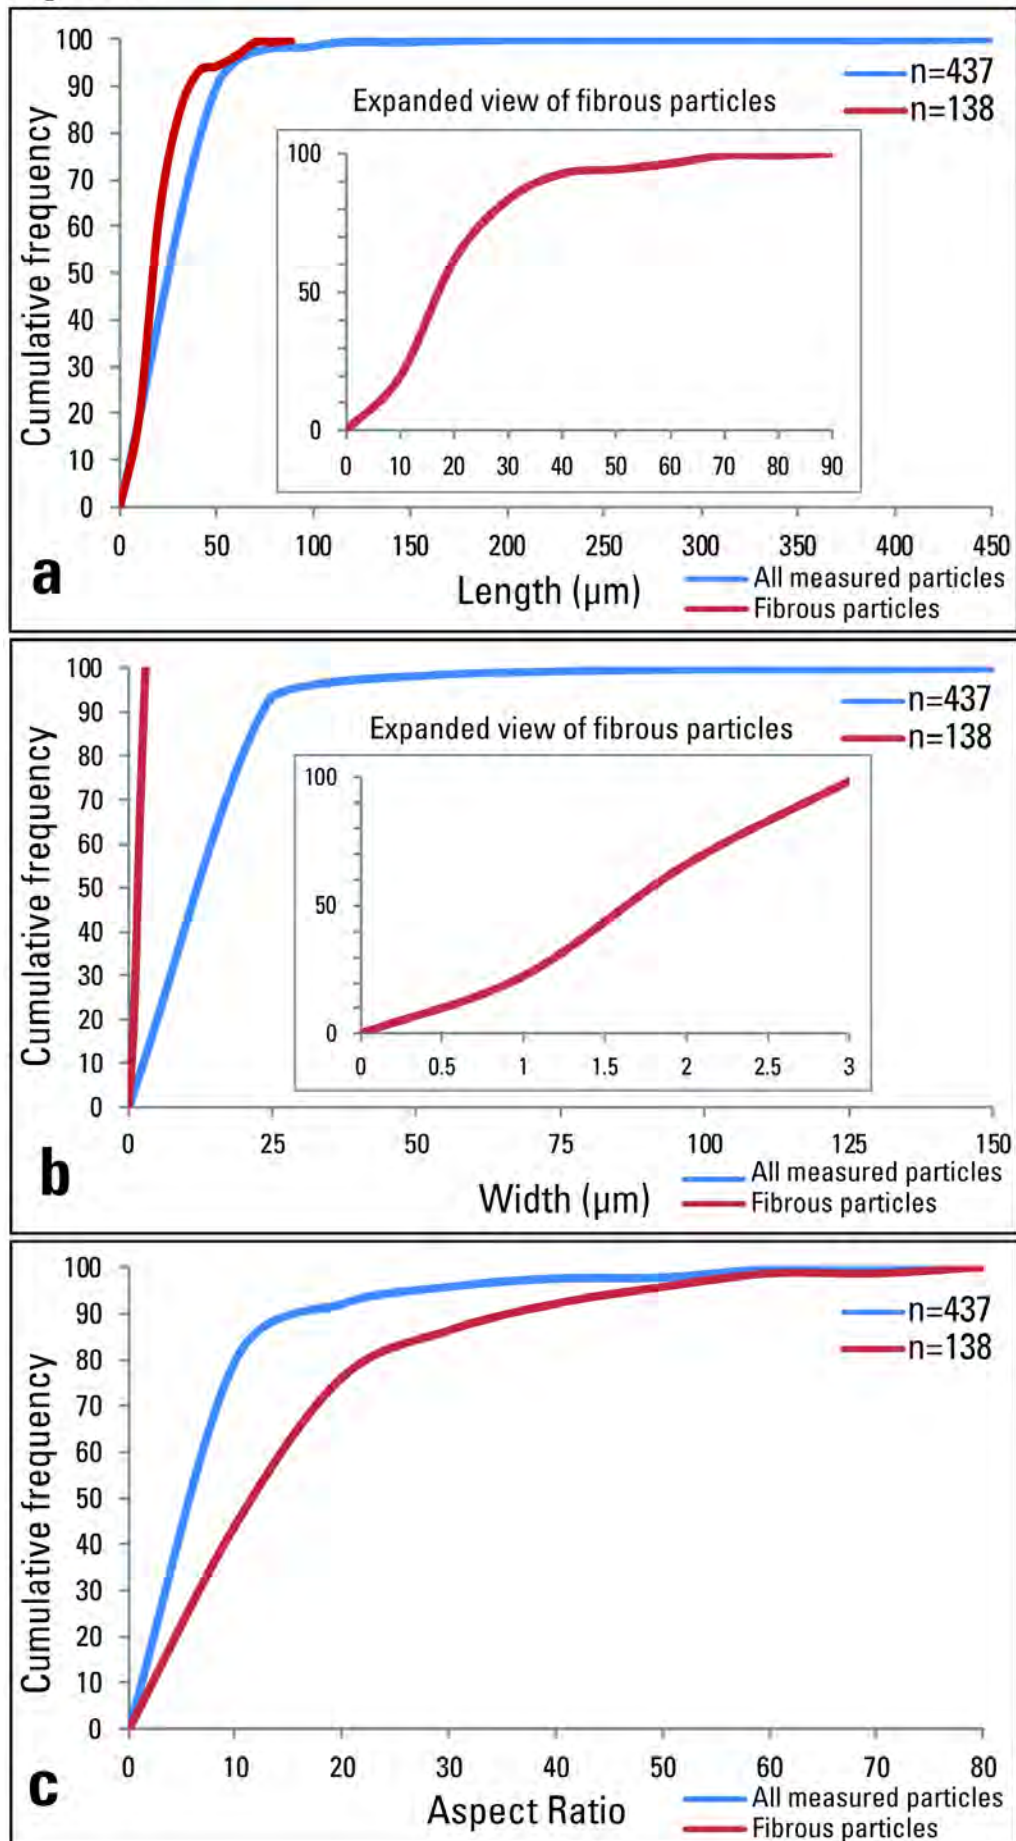 100
90
80
70
60
50
40
30
20
10
0
Cumulative frequency
n=437
n=138
Expanded view of fibrous particles
100
50
0
0 10 20 30 40 50 60 70 80 90
0 50 100 150 200 250 300 350 400 450
a
Length (µm)
All measured particles
Fibrous particles
100
90
80
70
60
50
40
30
20
10
0
Cumulative frequency
n=437
n=138
Expanded view of fibrous particles
100
50
0
0 0.5 1 1.5 2 2.5 3
0 25 50 75 100 125 150
b
Width (µm)
All measured particles
Fibrous particles
100
90
80
70
60
50
40
30
20
10
0
Cumulative frequency
n=437
n=138
0 10 20 30 40 50 60 70 80
c
Aspect Ratio
All measured particles
Fibrous particles